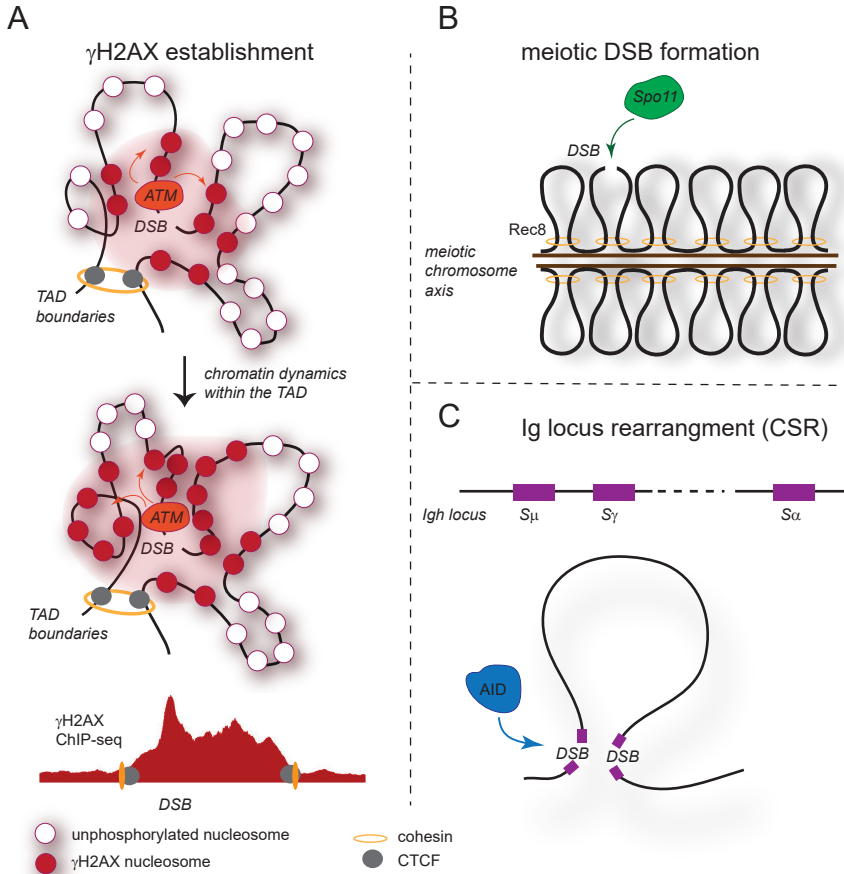 A
γH2AX establishment
ATM
DSB
TAD
boundaries
chromatin dynamics
within the TAD
ATM
DSB
TAD
boundaries
γH2AX
ChIP-seq
DSB
unphosphorylated nucleosome
γH2AX nucleosome
cohesin
CTCF
B
meiotic DSB formation
Spo11
DSB
Rec8
meiotic
chromosome
axis
C
Ig locus rearrangment (CSR)
Igh locus
Sμ
Sγ
Sα
AID
DSB
DSB